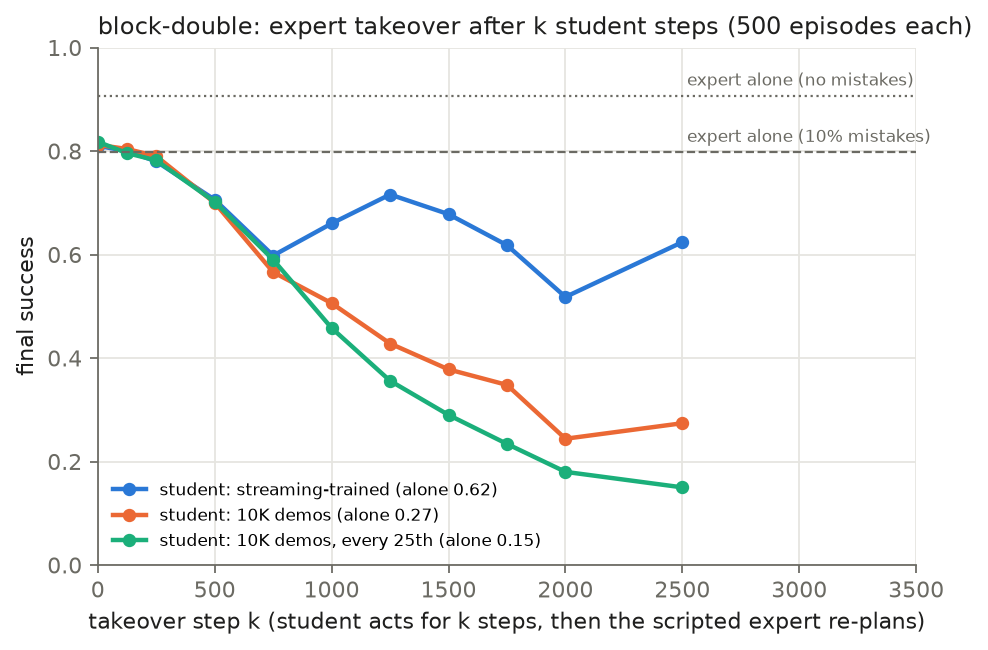 block-double: expert takeover after k student steps (500 episodes each)
1.0
expert alone (no mistakes)
expert alone (10% mistakes)
0.8
0.6
0.4
0.2
0.0
final success
student: streaming-trained (alone 0.62)
student: 10K demos (alone 0.27)
student: 10K demos, every 25th (alone 0.15)
0 500 1000 1500 2000 2500 3000 3500
takeover step k (student acts for k steps, then the scripted expert re-plans)